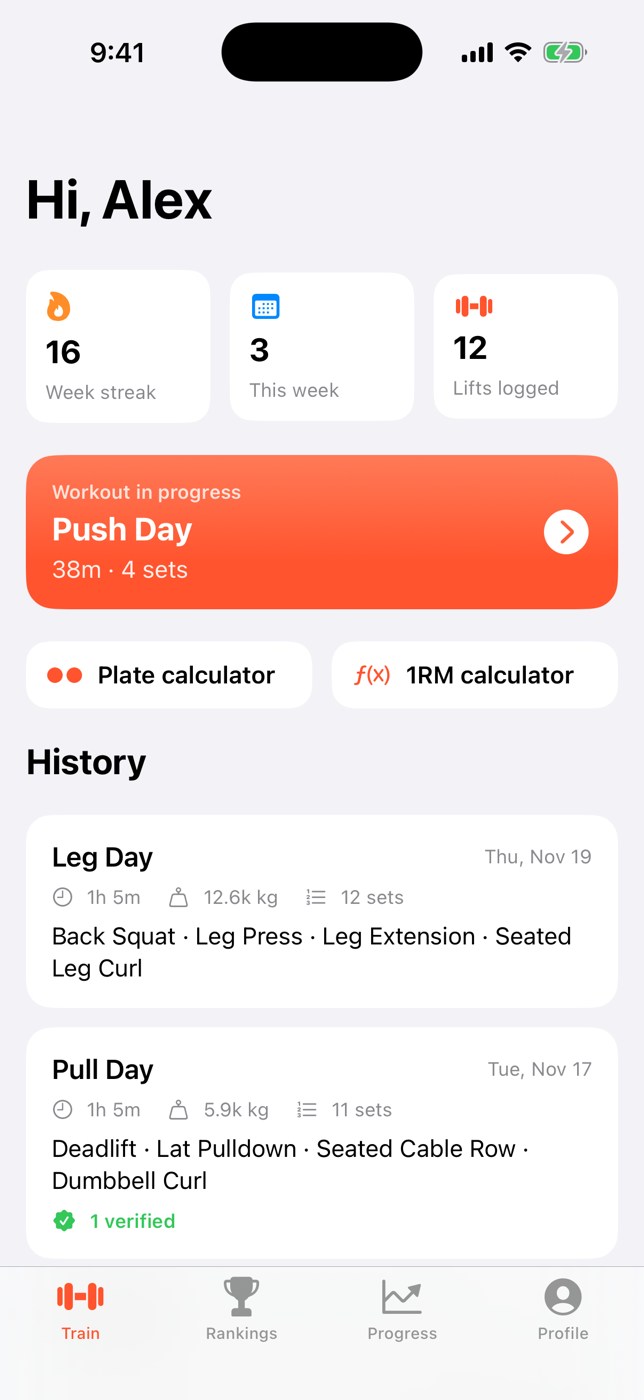 9:41
Hi, Alex
16
Week streak
3
This week
12
Lifts logged
Workout in progress
Push Day
38m · 4 sets
Plate calculator
f(x) 1RM calculator
History
Leg Day
Thu, Nov 19
1h 5m 12.6k kg 12 sets
Back Squat · Leg Press · Leg Extension · Seated
Leg Curl
Pull Day
Tue, Nov 17
1h 5m 5.9k kg 11 sets
Deadlift · Lat Pulldown · Seated Cable Row ·
Dumbbell Curl
1 verified
Train
Rankings
Progress
Profile